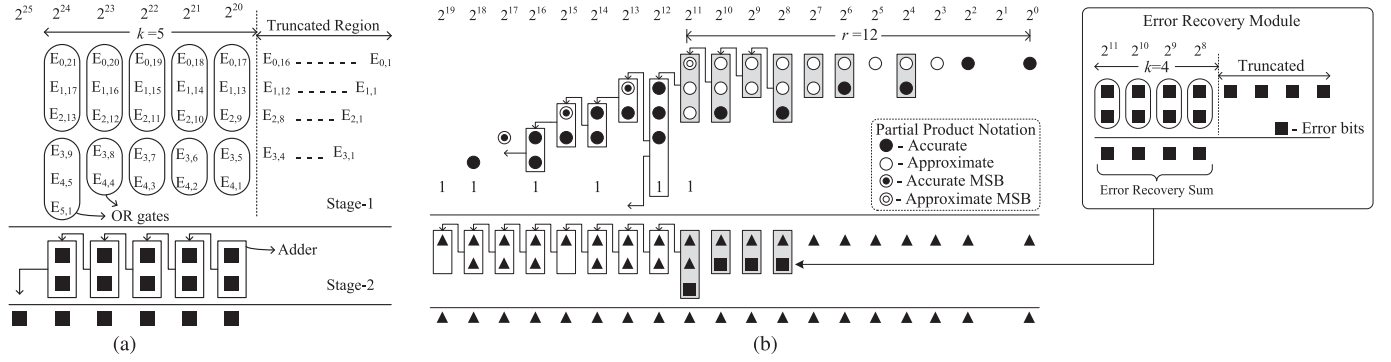 2^25 2^24 2^23 2^22 2^21 2^20 Truncated Region
k=5
E0,21 E0,20 E0,19 E0,18 E0,17 E0,16 - - - - - - - E0,1
E1,17 E1,16 E1,15 E1,14 E1,13 E1,12 - - - - - E1,1
E2,13 E2,12 E2,11 E2,10 E2,9 E2,8 - - - - - E2,1
E3,9 E3,8 E3,7 E3,6 E3,5 E3,4 - - - - E3,1
E4,5 E4,4 E4,3 E4,2 E4,1
E5,1
OR gates
Stage-1
Adder
Stage-2
(a)
2^19 2^18 2^17 2^16 2^15 2^14 2^13 2^12 2^11 2^10 2^9 2^8 2^7 2^6 2^5 2^4 2^3 2^2 2^1 2^0
r=12
Partial Product Notation
- Accurate
- Approximate
- Accurate MSB
- Approximate MSB
1 1 1 1 1 1
(b)
Error Recovery Module
2^11 2^10 2^9 2^8
k=4
Truncated
- Error bits
Error Recovery Sum